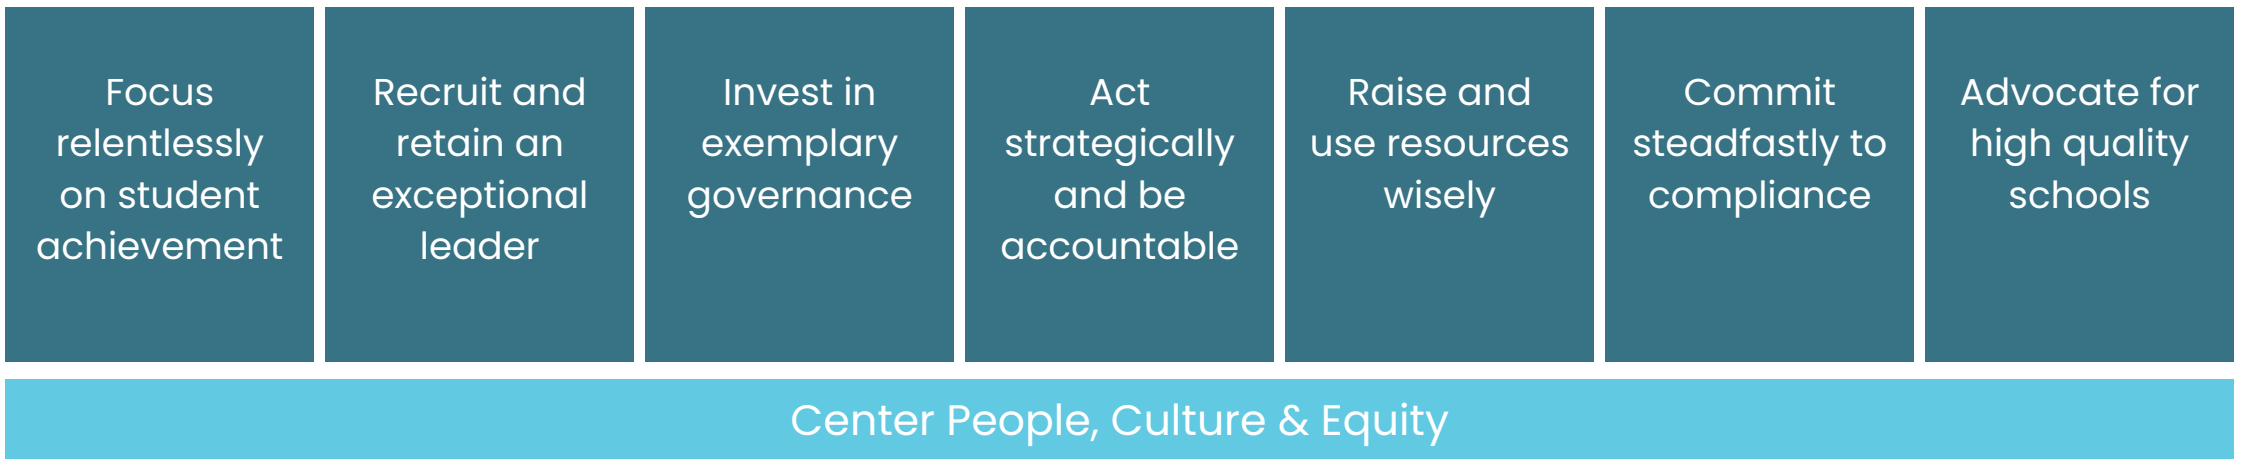 Focus
relentlessly
on student
achievement
Recruit and
retain an
exceptional
leader
Invest in
exemplary
governance
Act
strategically
and be
accountable
Raise and
use resources
wisely
Commit
steadfastly to
compliance
Advocate for
high quality
schools
Center People, Culture & Equity